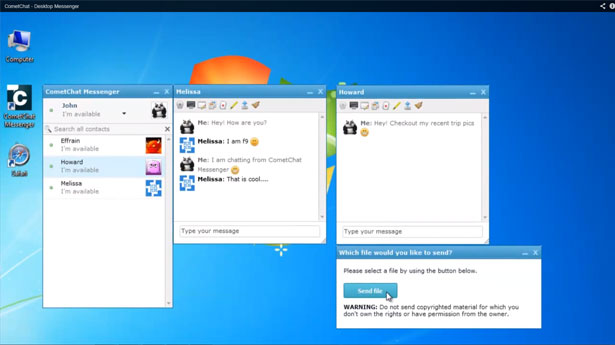 CometChat - Desktop Messenger
Computer
CometChat
Messenger
Safari
CometChat Messenger
John
I'm available
Search all contacts
Effrain
I'm available
Howard
I'm available
Melissa
I'm available
Melissa
Me: Hey! How are you?
Melissa: I am f9
Me: I am chatting from CometChat
Messenger
Melissa: That is cool....
Type your message
Howard
Me: Hey! Checkout my recent trip pics
Type your message
Which file would you like to send?
Please select a file by using the button below.
Send file
WARNING: Do not send copyrighted material for which you
don't own the rights or have permission from the owner.